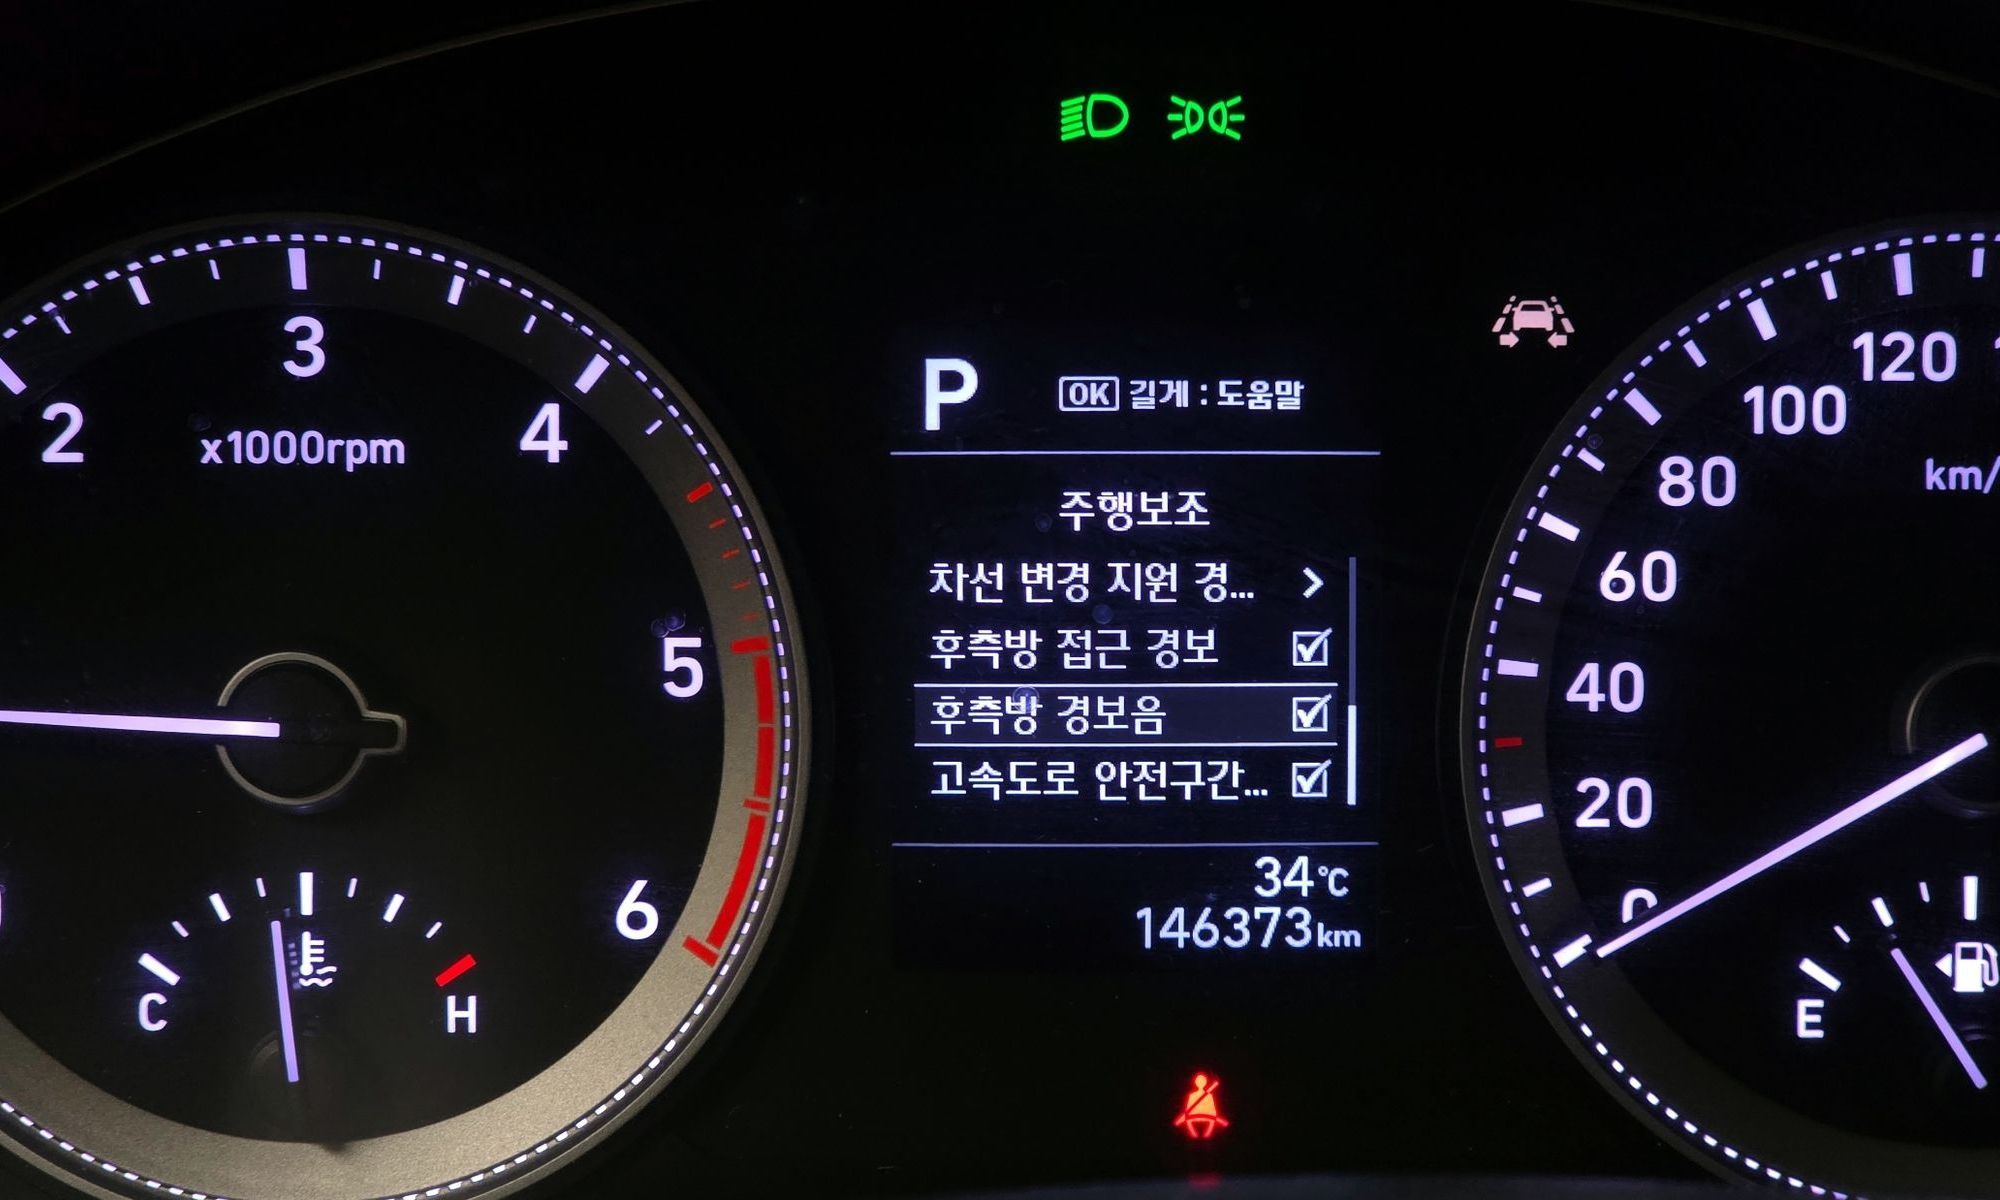 P
OK 길게 : 도움말
주행보조
차선 변경 지원 경...
후측방 접근 경보
후측방 경보음
고속도로 안전구간...
34°C
146373km
2
3
4
5
6
x1000rpm
C
H
120
100
80
60
40
20
0
km/
E